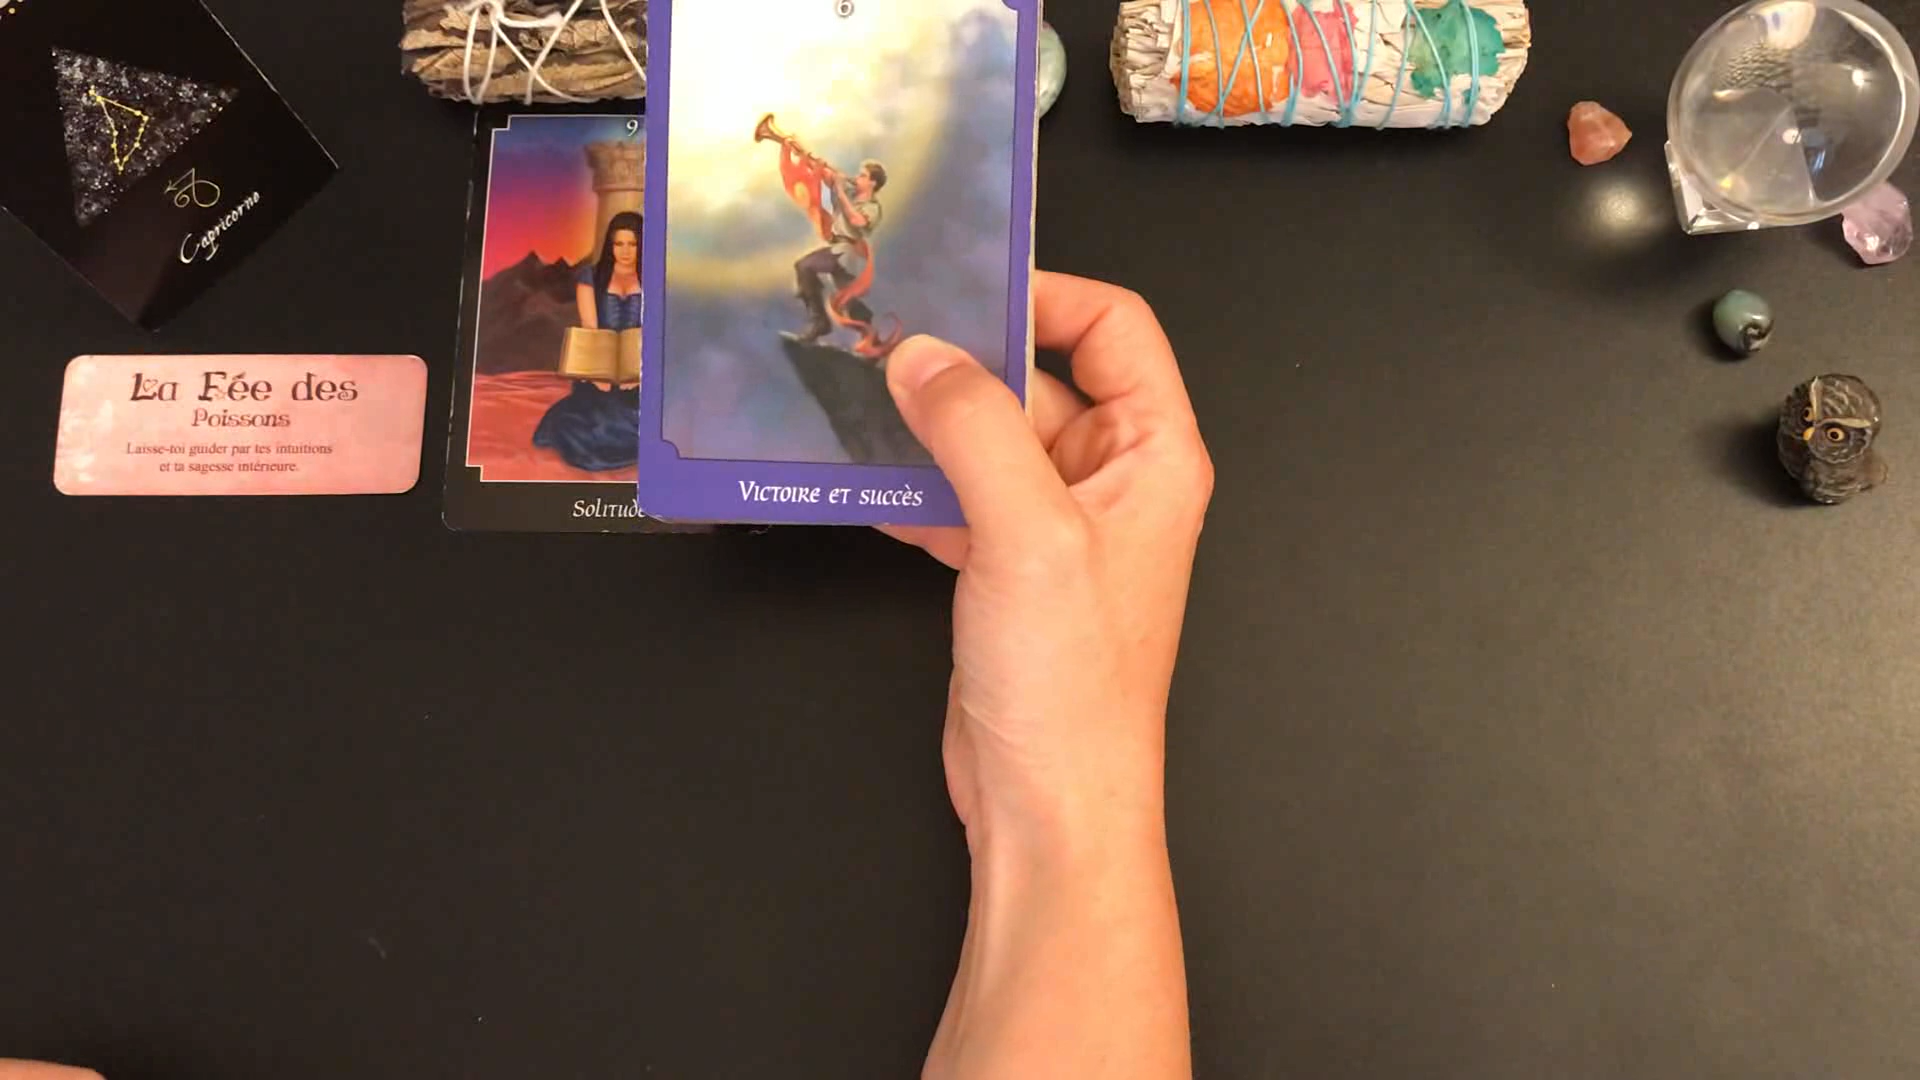 Capricorno
La Fée des
Poissons
Laisse-toi guider par tes intuitions
et ta sagesse intérieure.
9
Solitude
6
Victoire et succès